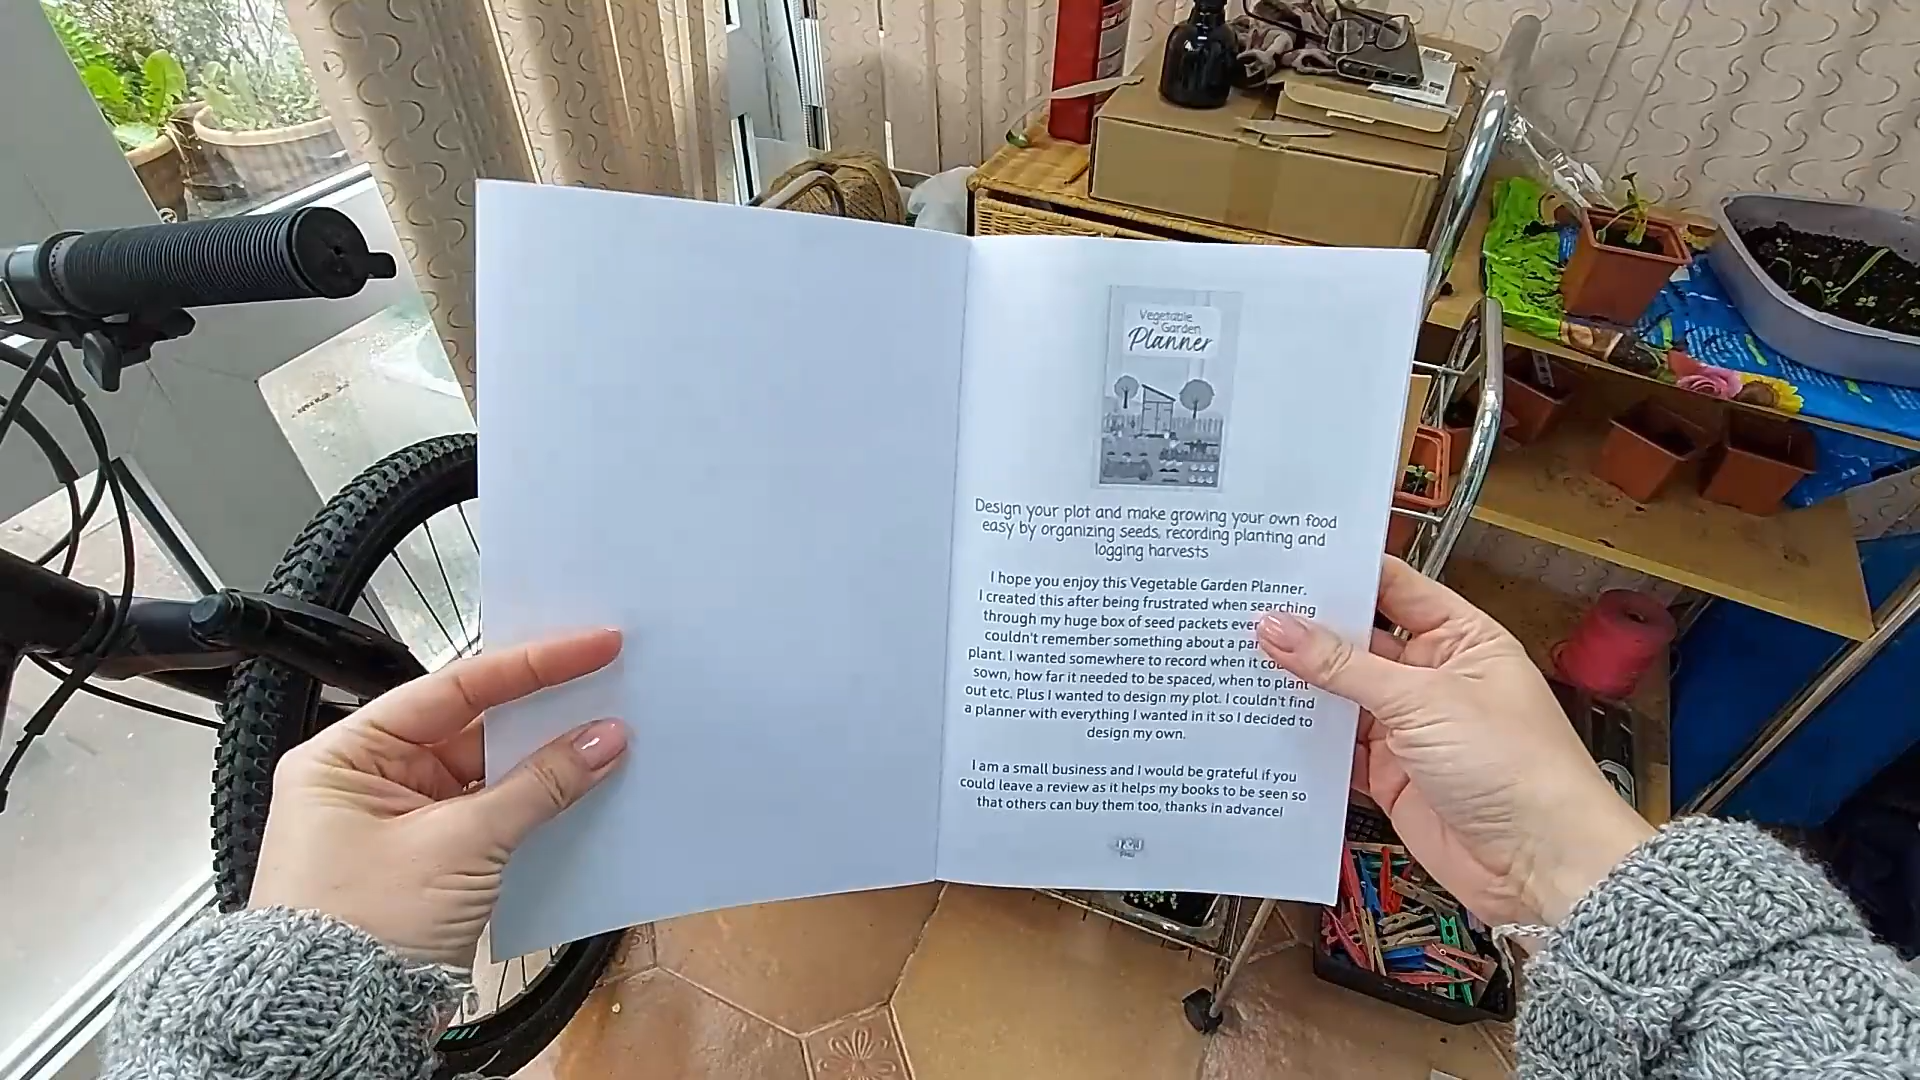 Vegetable
Garden
Planner
Design your plot and make growing your own food
easy by organizing seeds, recording planting and
logging harvests
I hope you enjoy this Vegetable Garden Planner.
I created this after being frustrated when searching
through my huge box of seed packets
couldn't remember something about a
plant. I wanted somewhere to record when it
sown, how far it needed to be spaced, when to plant
out etc. Plus I wanted to design my plot. I couldn't find
a planner with everything I wanted in it so I decided to
design my own.
I am a small business and I would be grateful if you
could leave a review as it helps my books to be seen so
that others can buy them too, thanks in advance!